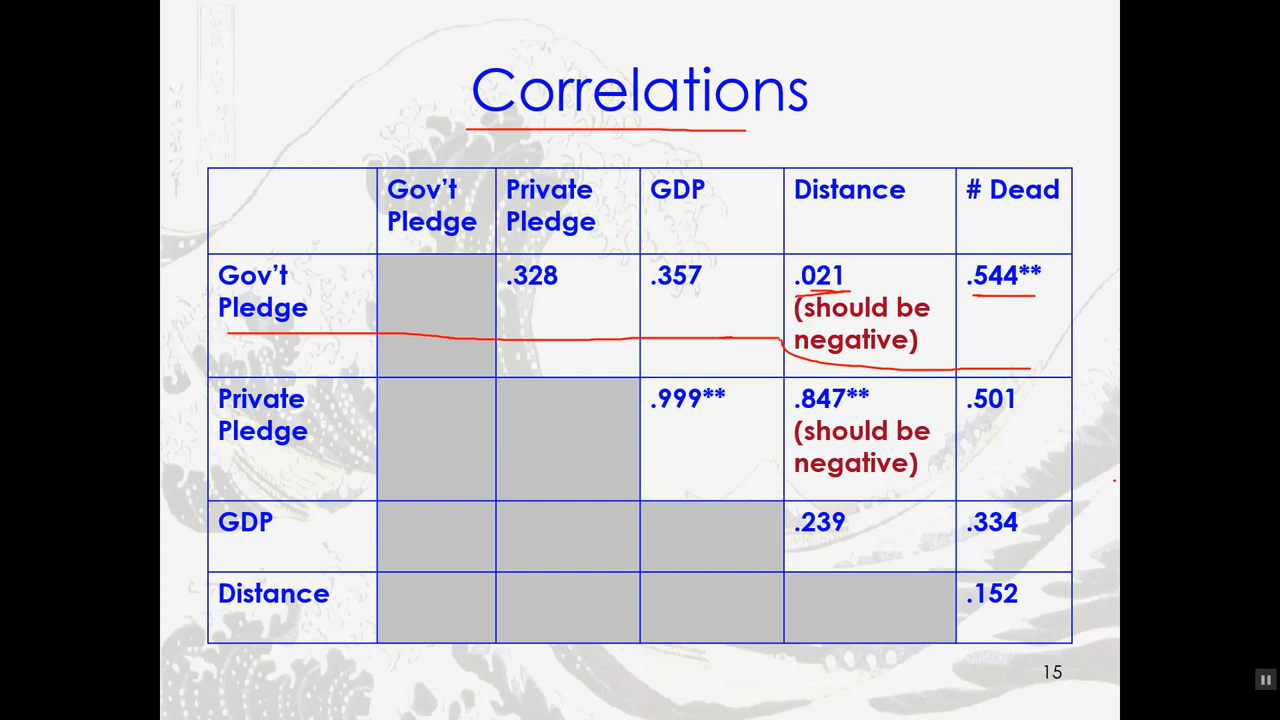 Correlations
Gov't Pledge	Private Pledge	GDP	Distance	# Dead
Gov't Pledge	.328	.357	.021 (should be negative)	.544**
Private Pledge	.999**	.847** (should be negative)	.501
GDP	.239	.334
Distance	.152
15